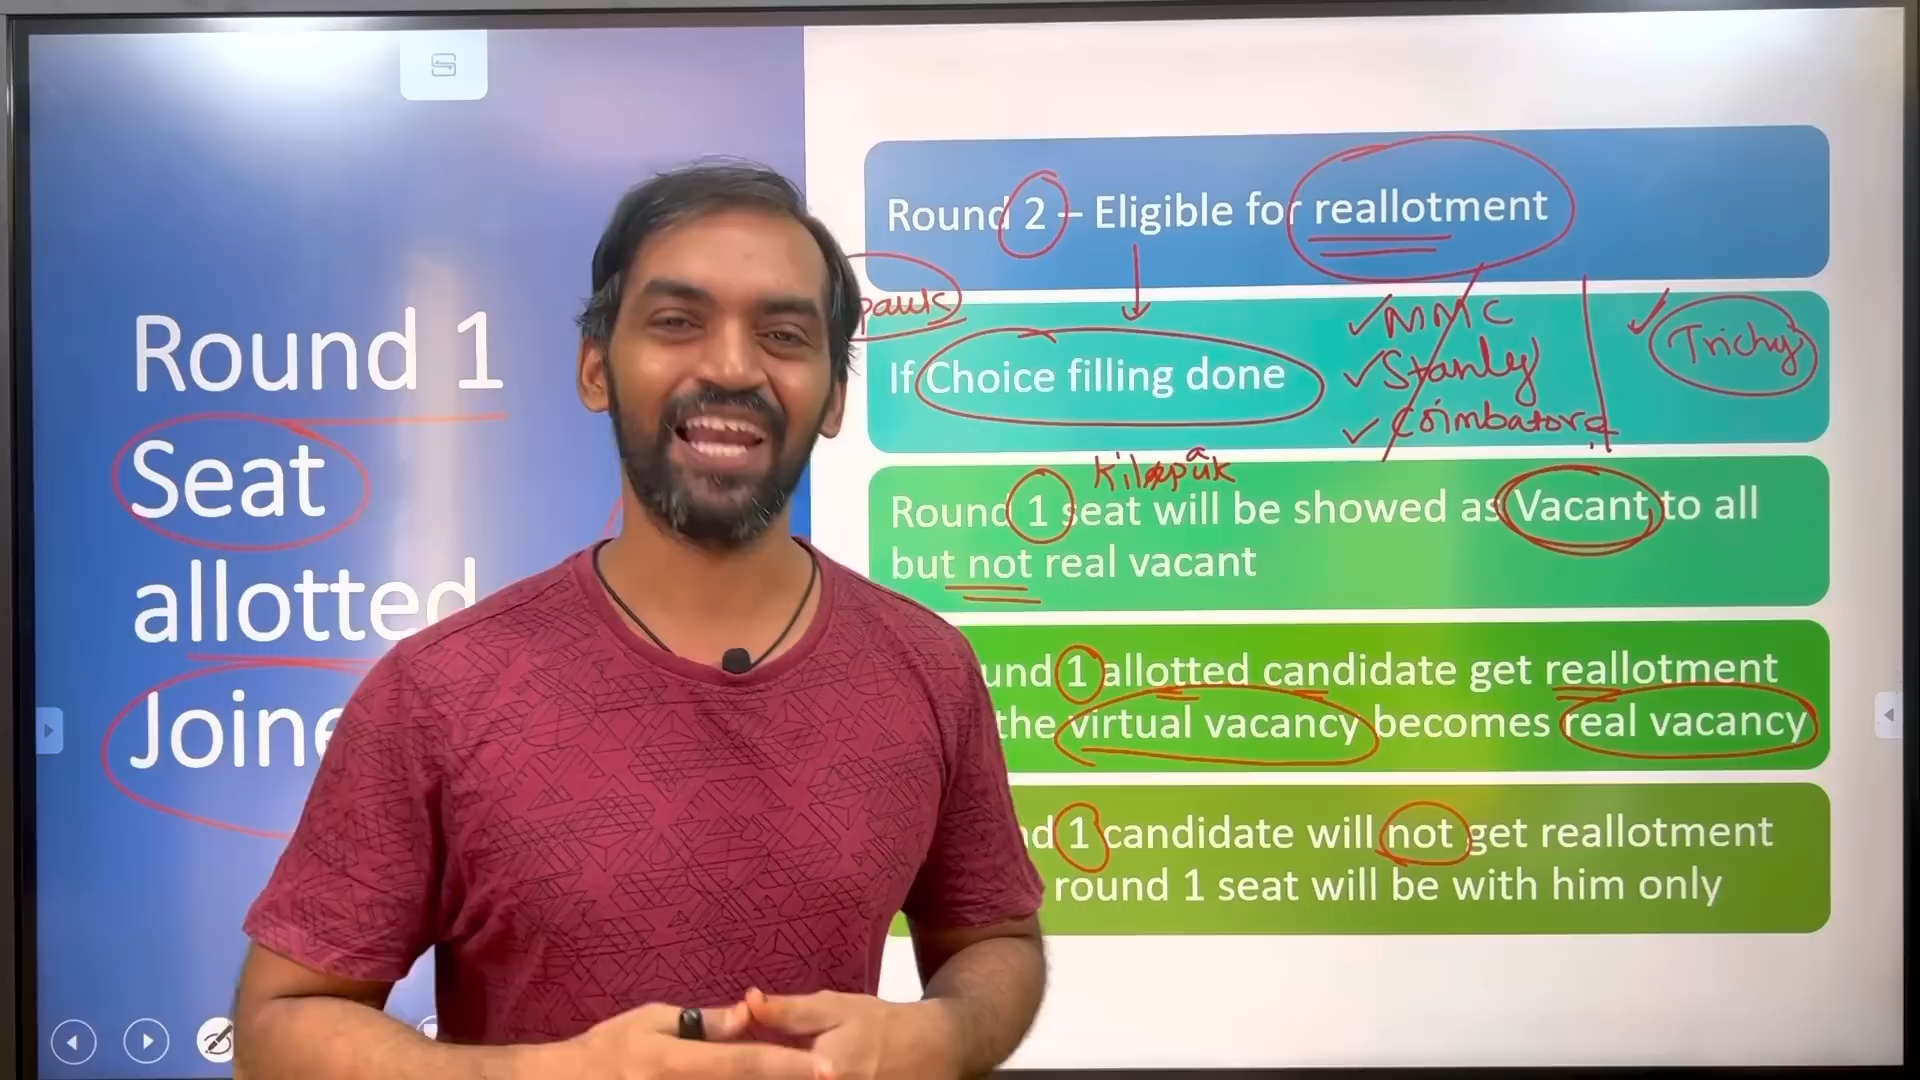 Round 1
Seat
allotted
Joine
Round 2 – Eligible for reallotment
pauk
If Choice filling done
MMC
Stanley
Coimbatore
Trichy
Round 1 seat will be showed as Vacant to all
but not real vacant
und 1 allotted candidate get reallotment
the virtual vacancy becomes real vacancy
nd 1 candidate will not get reallotment
round 1 seat will be with him only